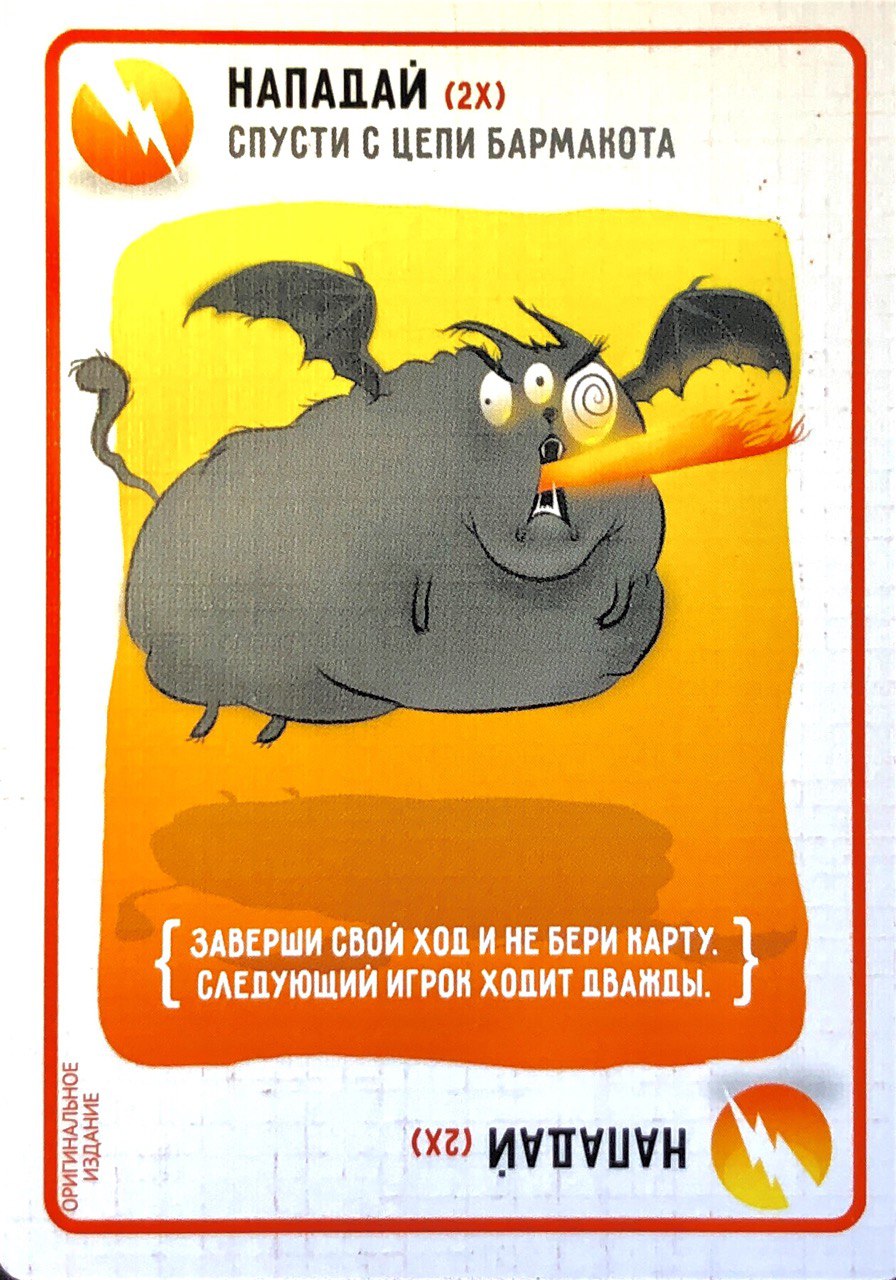 НАПАДАЙ (2X)
СПУСТИ С ЦЕПИ БАРМАКОТА
{ЗАВЕРШИ СВОЙ ХОД И НЕ БЕРИ КАРТУ.
СЛЕДУЮЩИЙ ИГРОК ХОДИТ ДВАЖДЫ.}
ОРИГИНАЛЬНОЕ
ИЗДАНИЕ
НАПАДАЙ (2X)